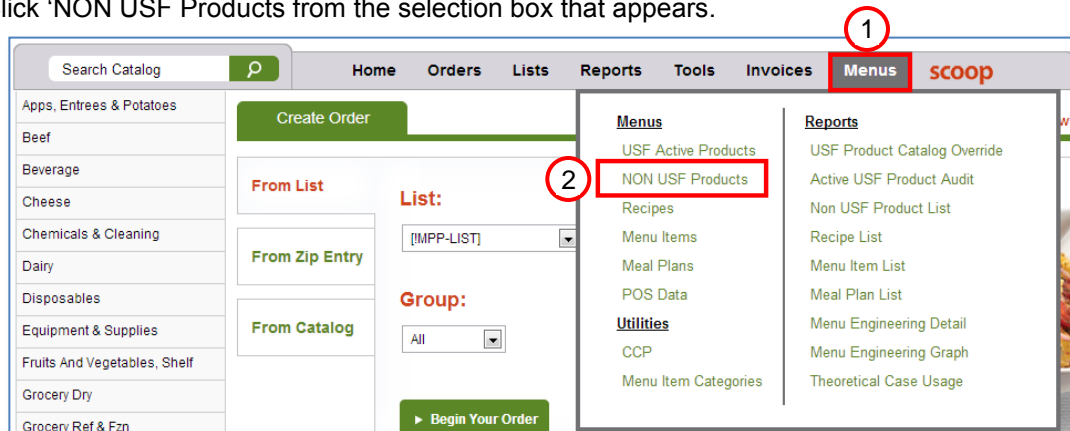 lick ‘NON USF Products from the selection box that appears.
1
Search Catalog
Home Orders Lists Reports Tools Invoices Menus scoop
Apps, Entrees & Potatoes
Beef
Beverage
Cheese
Chemicals & Cleaning
Dairy
Disposables
Equipment & Supplies
Fruits And Vegetables, Shelf
Grocery Dry
Grocery Ref & Fzn
Create Order
From List
From Zip Entry
From Catalog
List:
[!MPP-LIST]
Group:
All
Begin Your Order
2
Menus
USF Active Products
NON USF Products
Recipes
Menu Items
Meal Plans
POS Data
Utilities
CCP
Menu Item Categories
Reports
USF Product Catalog Override
Active USF Product Audit
Non USF Product List
Recipe List
Menu Item List
Meal Plan List
Menu Engineering Detail
Menu Engineering Graph
Theoretical Case Usage
w